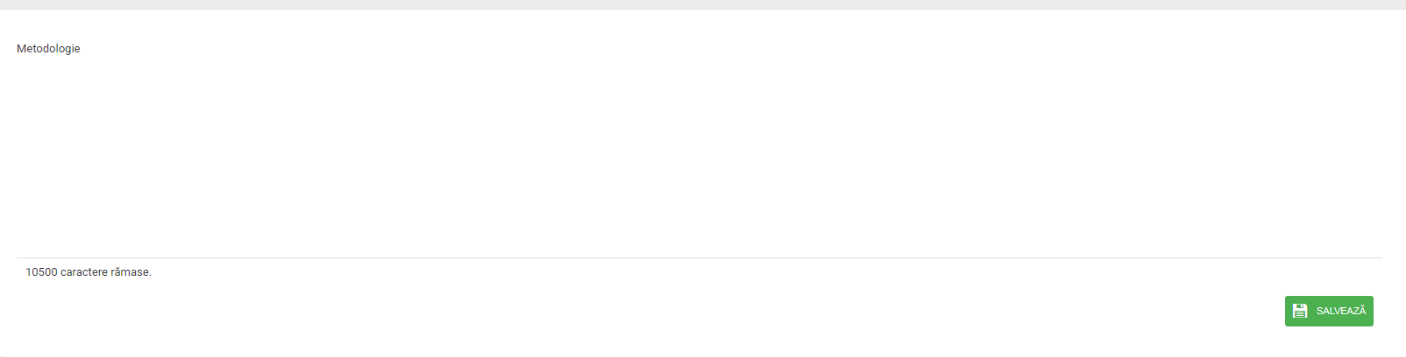 Metodologie
10500 caractere rămase.
SALVEAZĂ